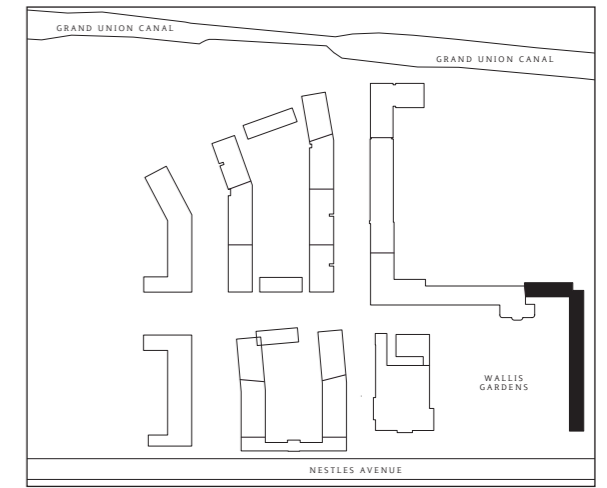 GRAND UNION CANAL
GRAND UNION CANAL
WALLIS
GARDENS
NESTLES AVENUE